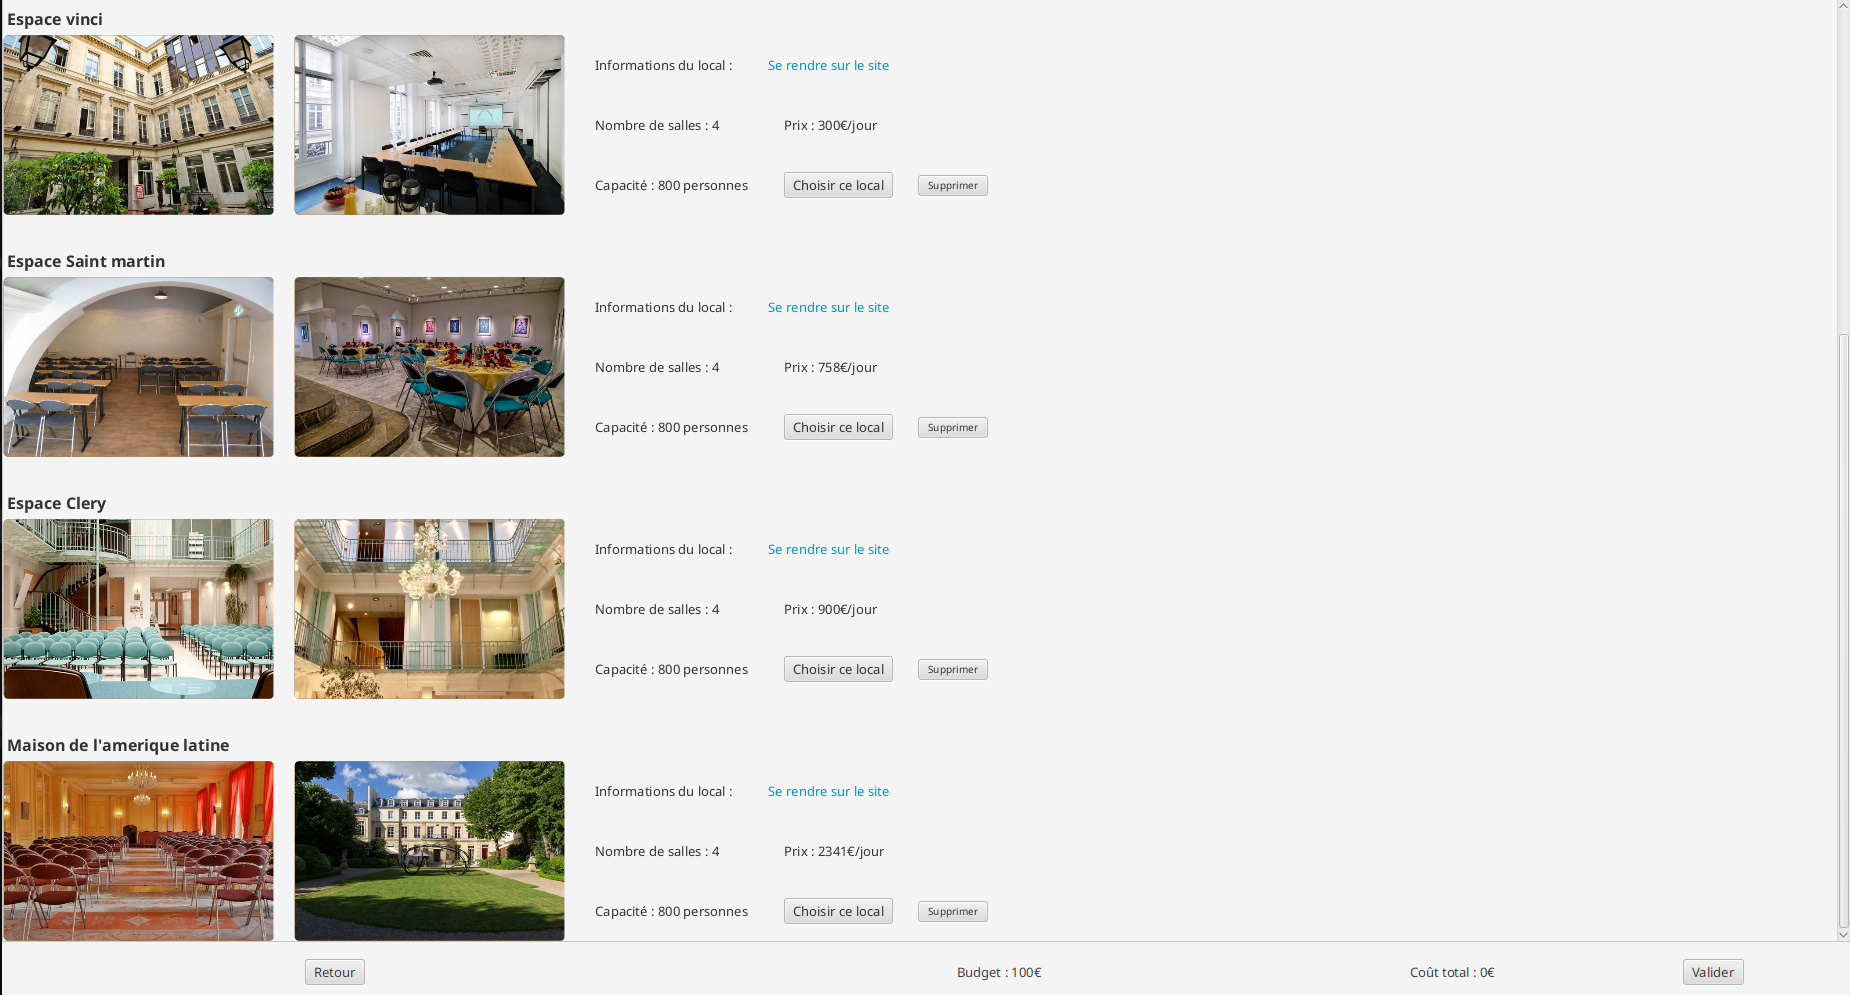 Espace vinci
Informations du local : Se rendre sur le site
Nombre de salles : 4 Prix : 300€/jour
Capacité : 800 personnes Choisir ce local Supprimer
Espace Saint martin
Informations du local : Se rendre sur le site
Nombre de salles : 4 Prix : 758€/jour
Capacité : 800 personnes Choisir ce local Supprimer
Espace Clery
Informations du local : Se rendre sur le site
Nombre de salles : 4 Prix : 900€/jour
Capacité : 800 personnes Choisir ce local Supprimer
Maison de l'amerique latine
Informations du local : Se rendre sur le site
Nombre de salles : 4 Prix : 2341€/jour
Capacité : 800 personnes Choisir ce local Supprimer
Retour Budget : 100€ Coût total : 0€ Valider